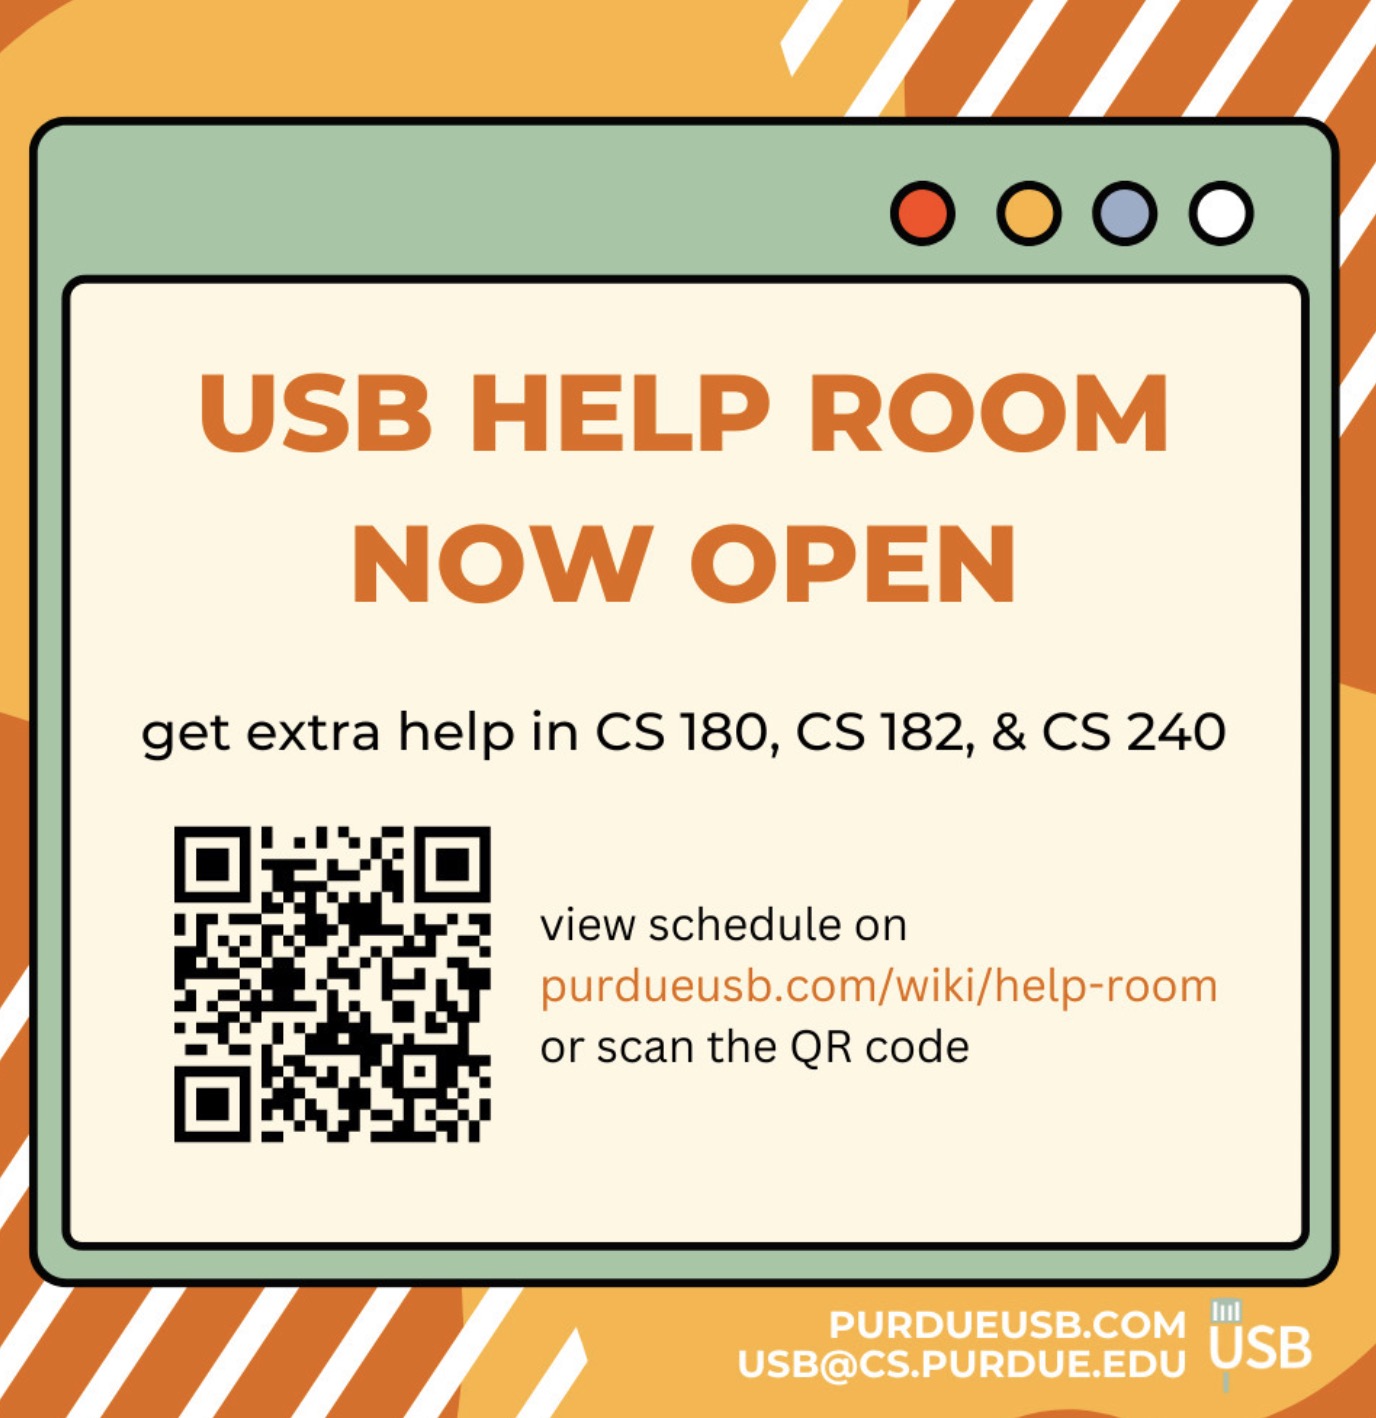 USB HELP ROOM
NOW OPEN
get extra help in CS 180, CS 182, & CS 240
view schedule on
purdueusb.com/wiki/help-room
or scan the QR code
PURDUEUSB.COM
USB@CS.PURDUE.EDU
USB